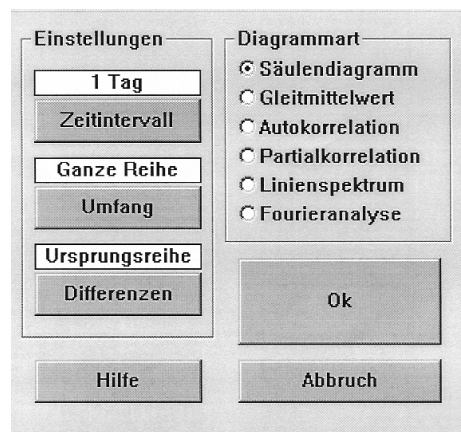 Einstellungen
1 Tag
Zeitintervall
Ganze Reihe
Umfang
Ursprungsreihe
Differenzen
Diagrammart
Säulendiagramm
Gleitmittelwert
Autokorrelation
Partialkorrelation
Linienspektrum
Fourieranalyse
Ok
Hilfe
Abbruch